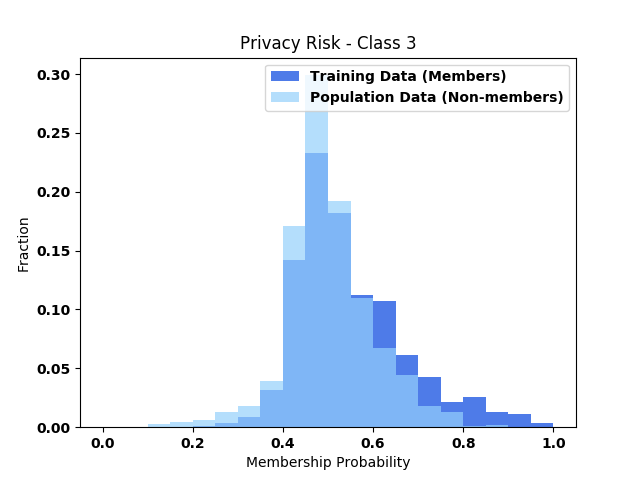 Privacy Risk - Class 3
Training Data (Members)
Population Data (Non-members)
0.30
0.25
0.20
0.15
0.10
0.05
0.00
Fraction
0.0 0.2 0.4 0.6 0.8 1.0
Membership Probability